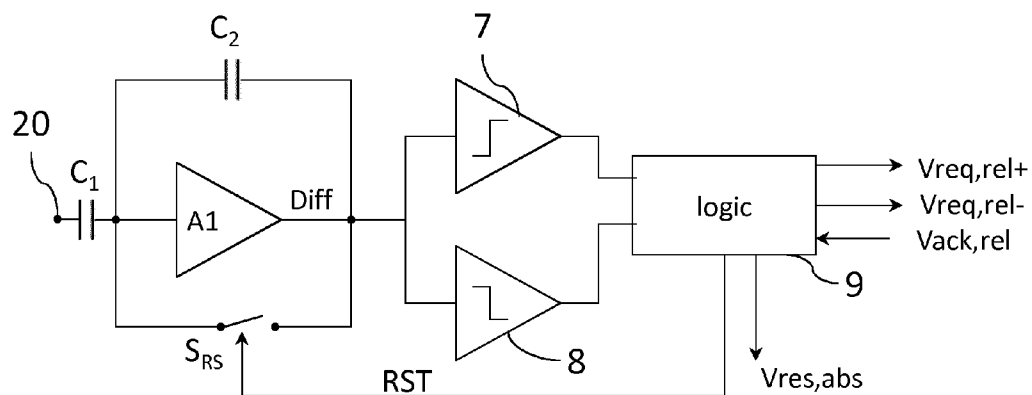 C2
7
20
C1
A1
Diff
logic
Vreq,rel+
Vreq,rel-
Vack,rel
9
SRS
8
RST
Vres,abs